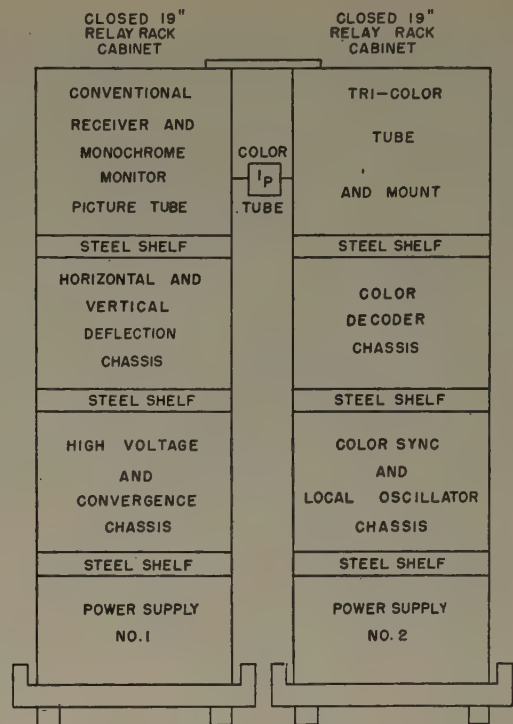 CLOSED 19"
RELAY RACK
CABINET
CONVENTIONAL
RECEIVER AND
MONOCHROME
MONITOR
PICTURE TUBE
STEEL SHELF
HORIZONTAL AND
VERTICAL
DEFLECTION
CHASSIS
STEEL SHELF
HIGH VOLTAGE
AND
CONVERGENCE
CHASSIS
STEEL SHELF
POWER SUPPLY
NO. 1
COLOR
Ip
TUBE
CLOSED 19"
RELAY RACK
CABINET
TRI-COLOR
TUBE
AND MOUNT
STEEL SHELF
COLOR
DECODER
CHASSIS
STEEL SHELF
COLOR SYNC
AND
LOCAL OSCILLATOR
CHASSIS
STEEL SHELF
POWER SUPPLY
NO. 2